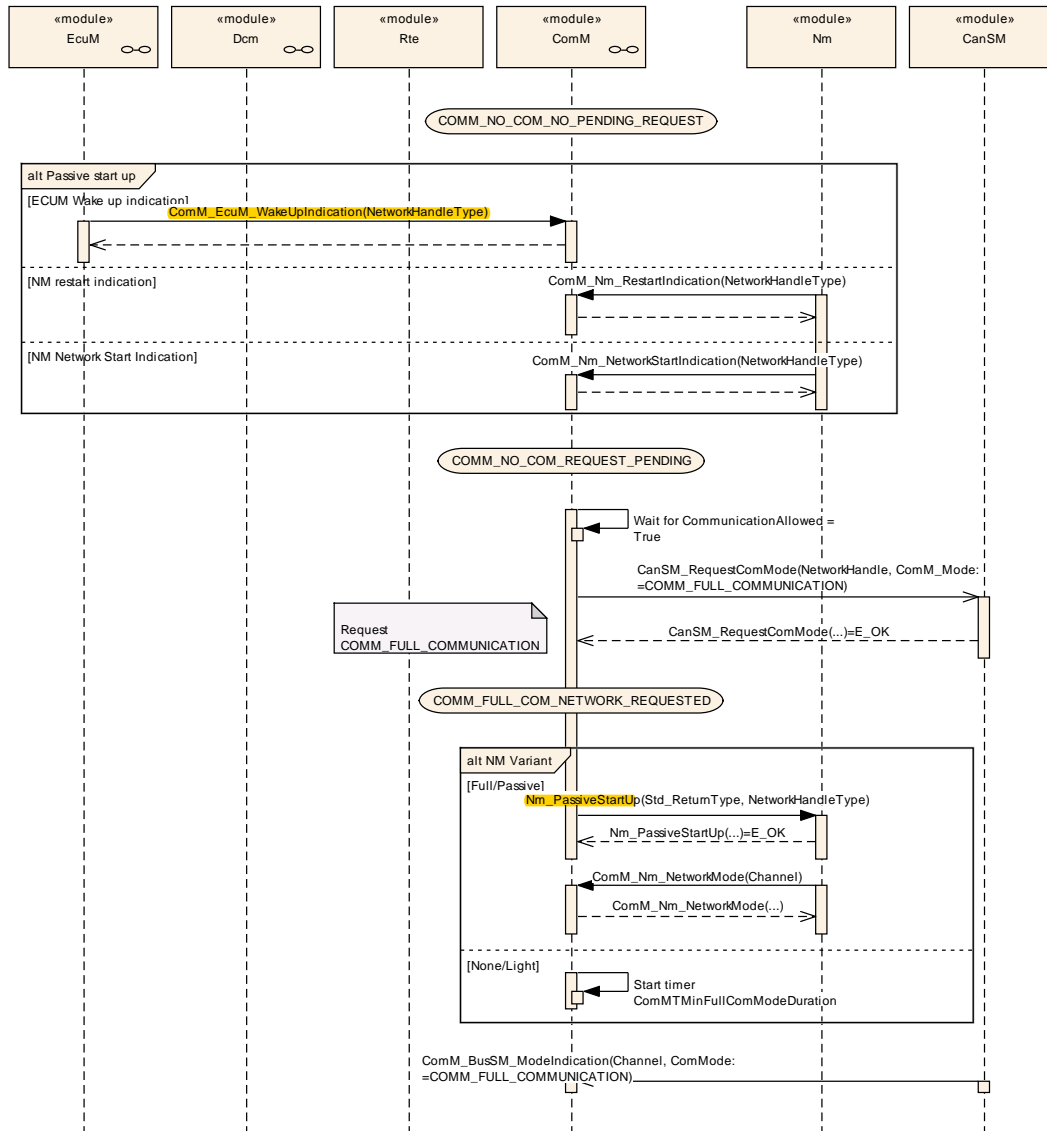 «module»
EcuM
«module»
Dcm
«module»
Rte
«module»
ComM
«module»
Nm
«module»
CanSM
COMM_NO_COM_NO_PENDING_REQUEST
alt Passive start up
[ECUM Wake up indication]
ComM_EcuM_WakeUpIndication(NetworkHandleType)
[NM restart indication]
ComM_Nm_RestartIndication(NetworkHandleType)
[NM Network Start Indication]
ComM_Nm_NetworkStartIndication(NetworkHandleType)
COMM_NO_COM_REQUEST_PENDING
Wait for CommunicationAllowed =
True
CanSM_RequestComMode(NetworkHandle, ComM_Mode:
=COMM_FULL_COMMUNICATION)
Request
COMM_FULL_COMMUNICATION
CanSM_RequestComMode(...)=E_OK
COMM_FULL_COM_NETWORK_REQUESTED
alt NM Variant
[Full/Passive]
Nm_PassiveStartUp(Std_ReturnType, NetworkHandleType)
Nm_PassiveStartUp(...)=E_OK
ComM_Nm_NetworkMode(Channel)
ComM_Nm_NetworkMode(...)
[None/Light]
Start timer
ComMTMinFullComModeDuration
ComM_BusSM_ModeIndication(Channel, ComMode:
=COMM_FULL_COMMUNICATION)